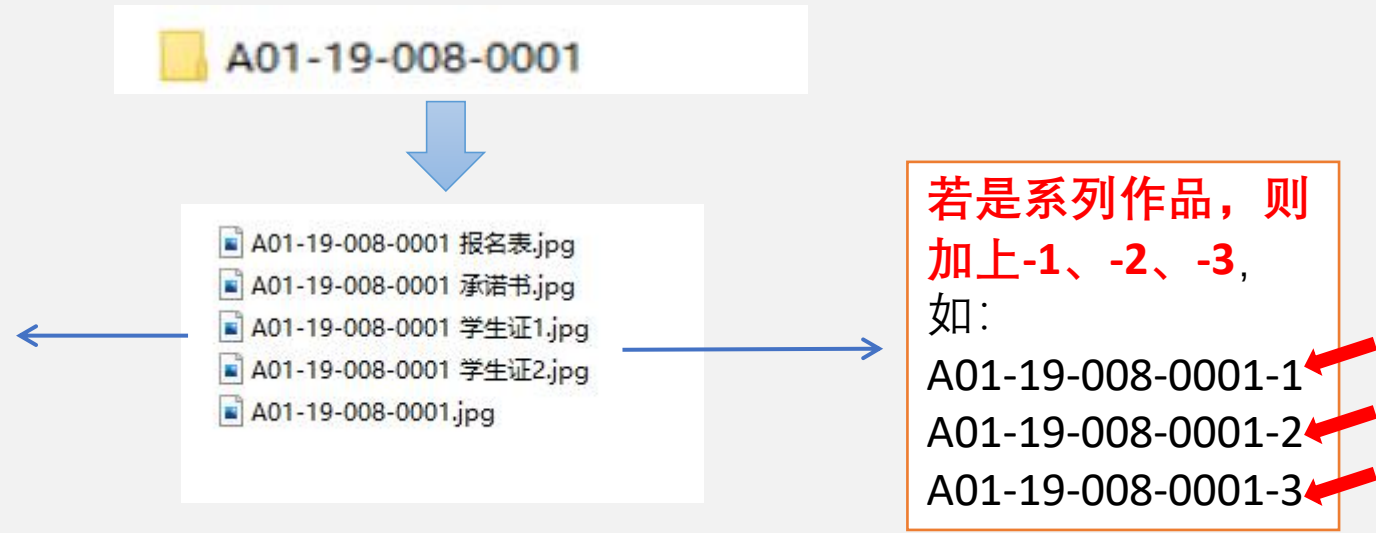 A01-19-008-0001
A01-19-008-0001 报名表.jpg
A01-19-008-0001 承诺书.jpg
A01-19-008-0001 学生证1.jpg
A01-19-008-0001 学生证2.jpg
A01-19-008-0001.jpg
若是系列作品，则
加上-1、-2、-3，
如：
A01-19-008-0001-1
A01-19-008-0001-2
A01-19-008-0001-3